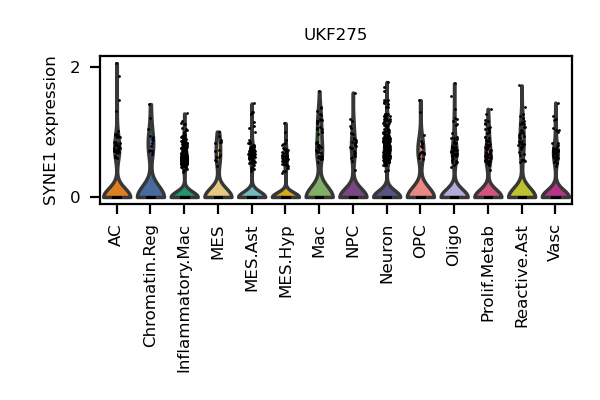 UKF275
SYNE1 expression
2
0
AC
Chromatin.Reg
Inflammatory.Mac
MES
MES.Ast
MES.Hyp
Mac
NPC
Neuron
OPC
Oligo
Prolif.Metab
Reactive.Ast
Vasc